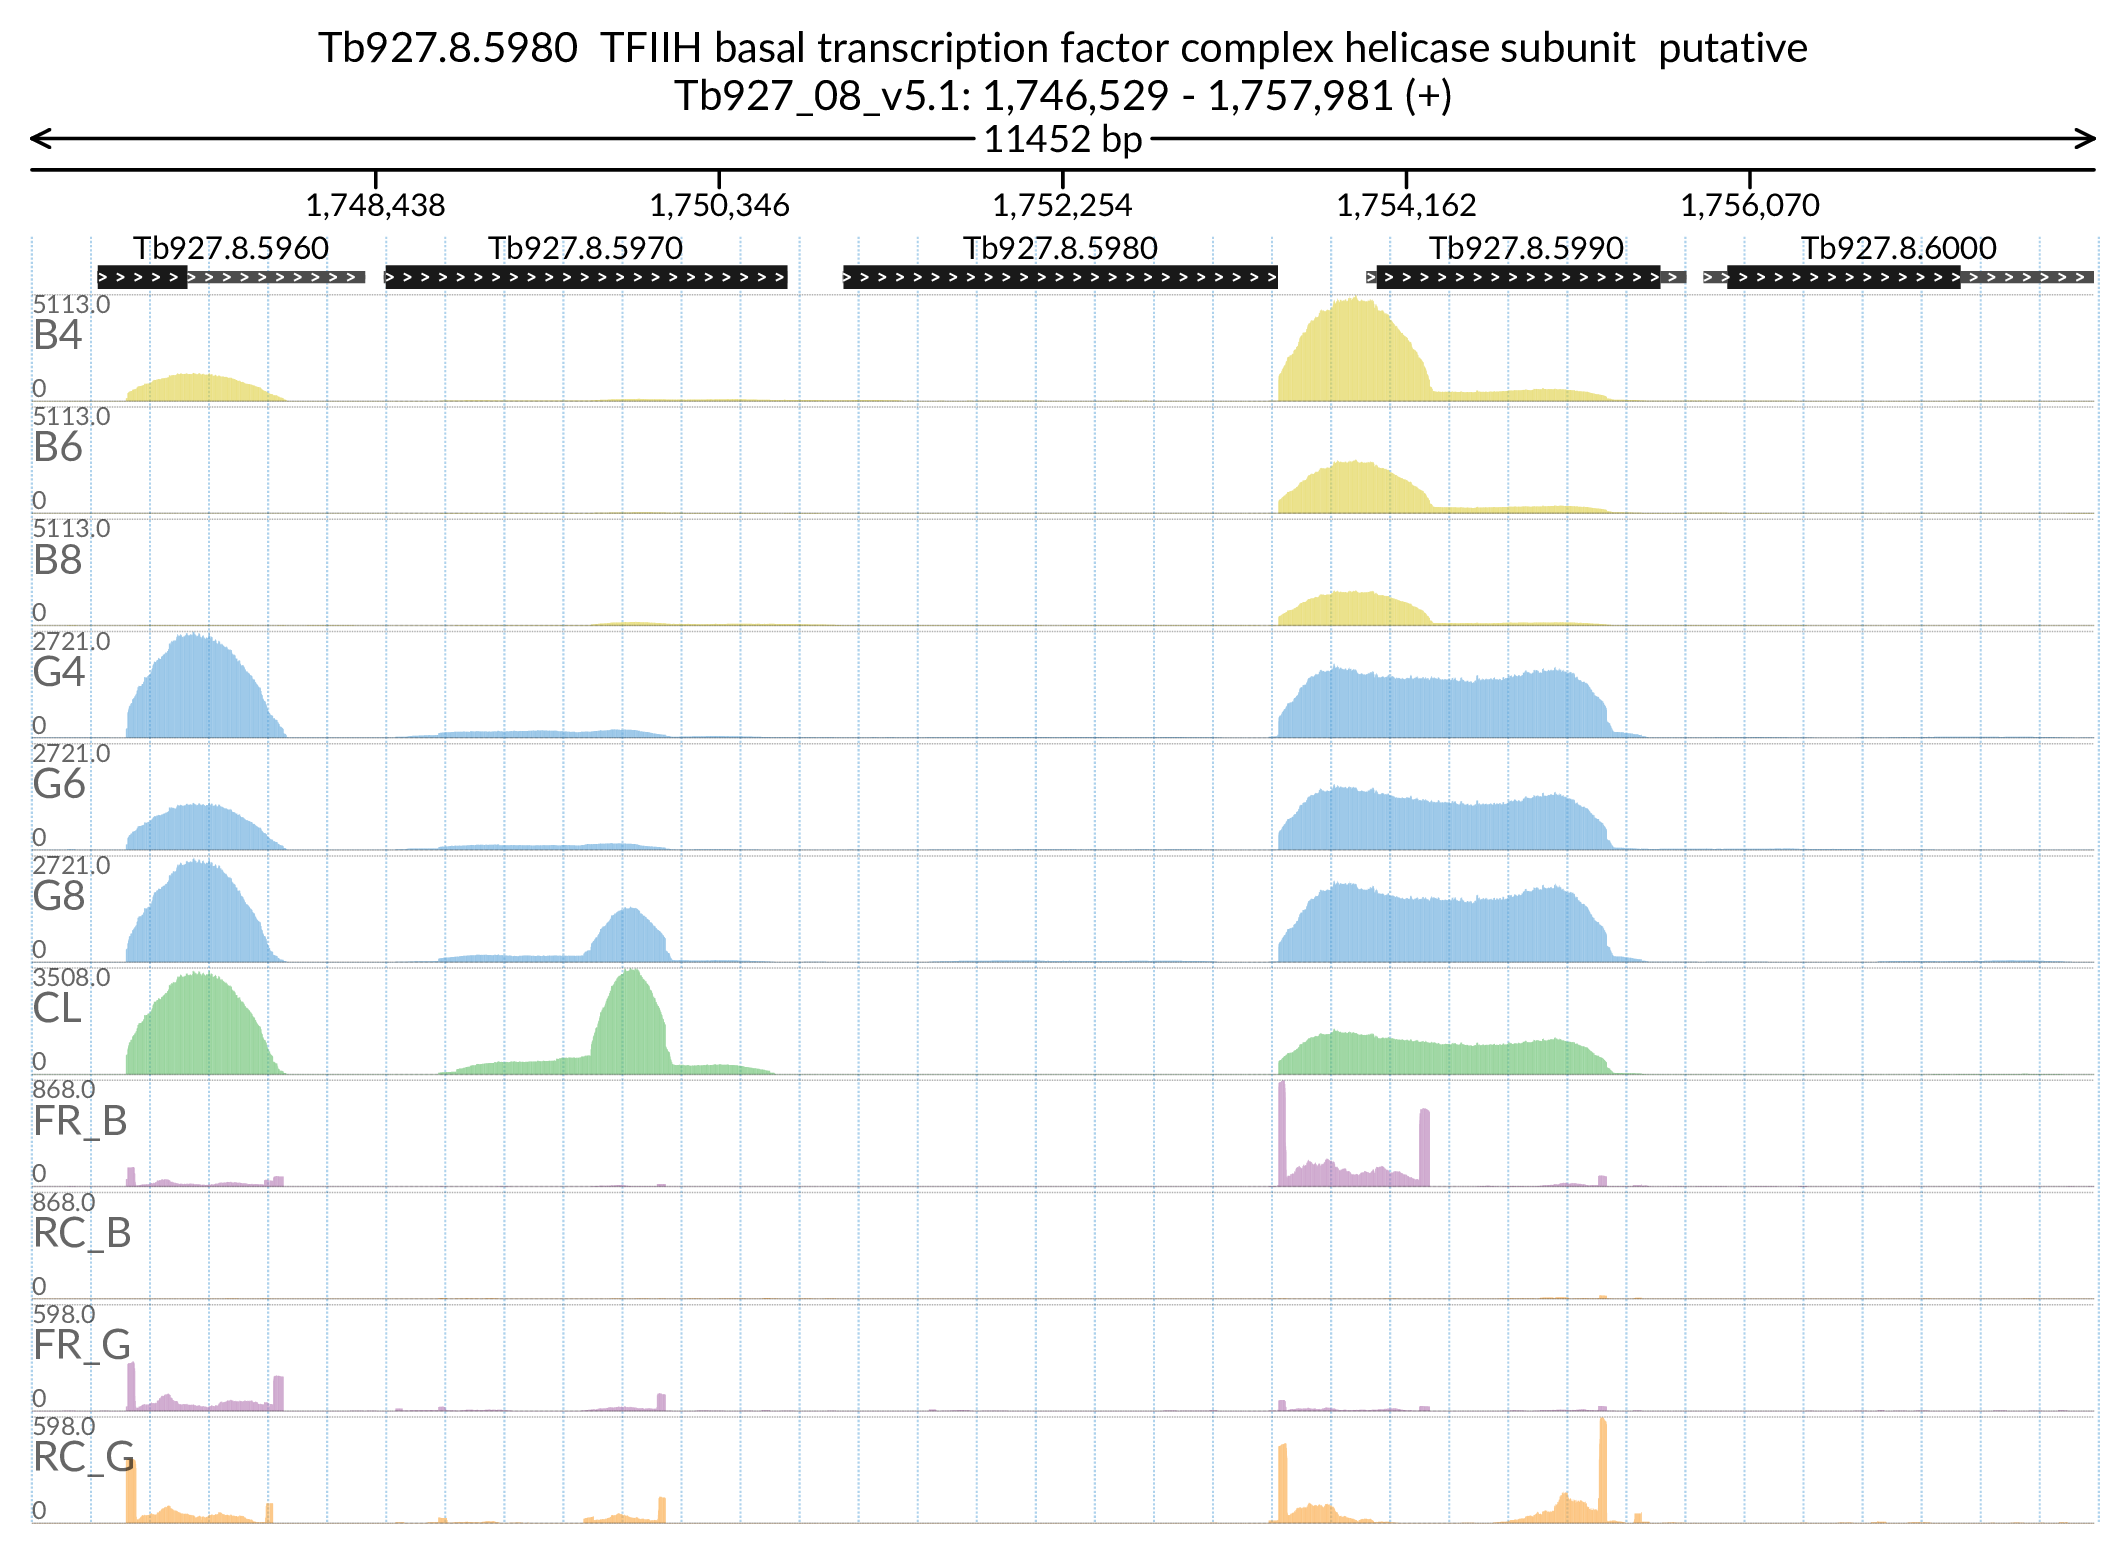 Tb927.8.5980  TFIIH basal transcription factor complex helicase subunit  putative
Tb927_08_v5.1: 1,746,529 - 1,757,981 (+)
11452 bp
1,748,438 1,750,346 1,752,254 1,754,162 1,756,070
Tb927.8.5960 Tb927.8.5970 Tb927.8.5980 Tb927.8.5990 Tb927.8.6000
5113.0
B4
0
5113.0
B6
0
5113.0
B8
0
2721.0
G4
0
2721.0
G6
0
2721.0
G8
0
3508.0
CL
0
868.0
FR_B
0
868.0
RC_B
0
598.0
FR_G
0
598.0
RC_G
0